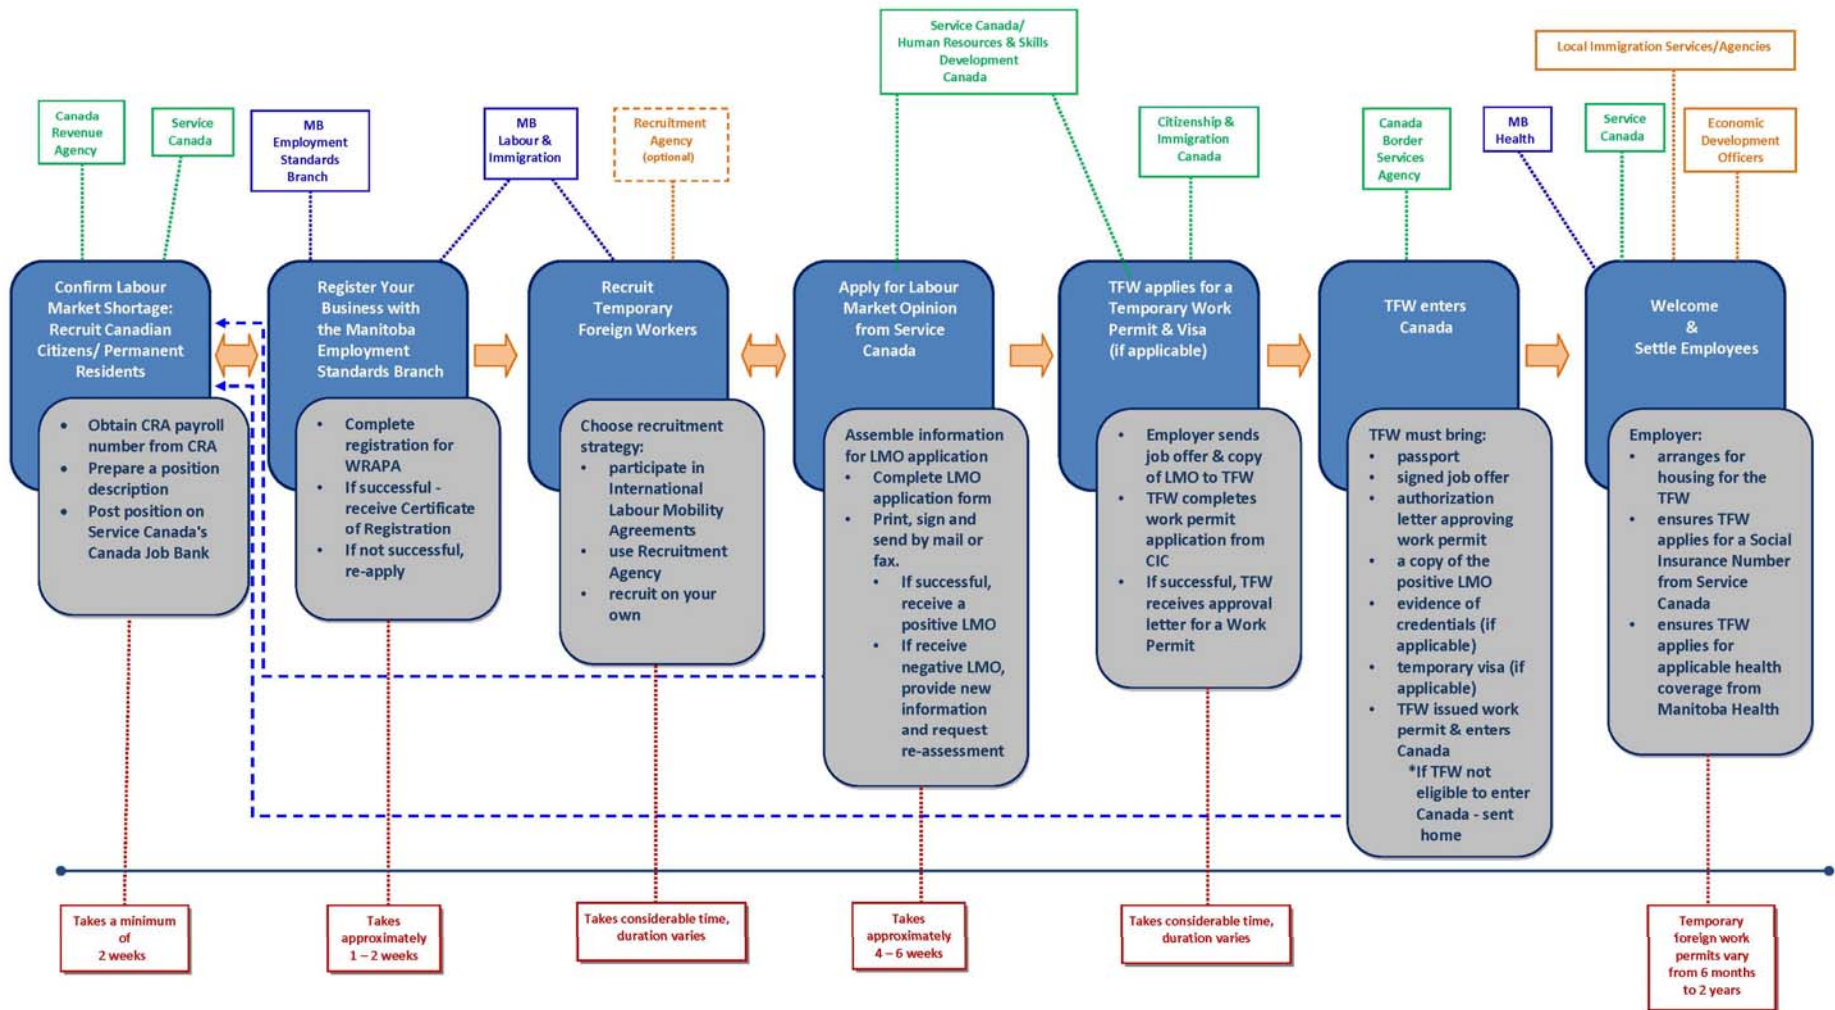 Service Canada/
Human Resources & Skills
Development
Canada
Local Immigration Services/Agencies
Canada
Revenue
Agency
Service
Canada
MB
Employment
Standards
Branch
MB
Labour &
Immigration
Recruitment
Agency
(optional)
Citizenship &
Immigration
Canada
Canada
Border
Services
Agency
MB
Health
Service
Canada
Economic
Development
Officers
Confirm Labour
Market Shortage:
Recruit Canadian
Citizens/ Permanent
Residents
• Obtain CRA payroll
number from CRA
• Prepare a position
description
• Post position on
Service Canada's
Canada Job Bank
Register Your
Business with
the Manitoba
Employment
Standards Branch
• Complete
registration for
WRAPA
• If successful -
receive Certificate
of Registration
• If not successful,
re-apply
Recruit
Temporary
Foreign Workers
Choose recruitment
strategy:
• participate in
International
Labour Mobility
Agreements
• use Recruitment
Agency
• recruit on your
own
Apply for Labour
Market Opinion
from Service
Canada
Assemble information
for LMO application
• Complete LMO
application form
• Print, sign and
send by mail or
fax.
• If successful,
receive a
positive LMO
• If receive
negative LMO,
provide new
information
and request
re-assessment
TFW applies for a
Temporary Work
Permit & Visa
(if applicable)
• Employer sends
job offer & copy
of LMO to TFW
• TFW completes
work permit
application from
CIC
• If successful, TFW
receives approval
letter for a Work
Permit
TFW enters
Canada
TFW must bring:
• passport
• signed job offer
• authorization
letter approving
work permit
• a copy of the
positive LMO
• evidence of
credentials (if
applicable)
• temporary visa (if
applicable)
• TFW issued work
permit & enters
Canada
*If TFW not
eligible to enter
Canada - sent
home
Welcome
&
Settle Employees
Employer:
• arranges for
housing for the
TFW
• ensures TFW
applies for a Social
Insurance Number
from Service
Canada
• ensures TFW
applies for
applicable health
coverage from
Manitoba Health
Takes a minimum
of
2 weeks
Takes
approximately
1 – 2 weeks
Takes considerable time,
duration varies
Takes
approximately
4 – 6 weeks
Takes considerable time,
duration varies
Temporary
foreign work
permits vary
from 6 months
to 2 years